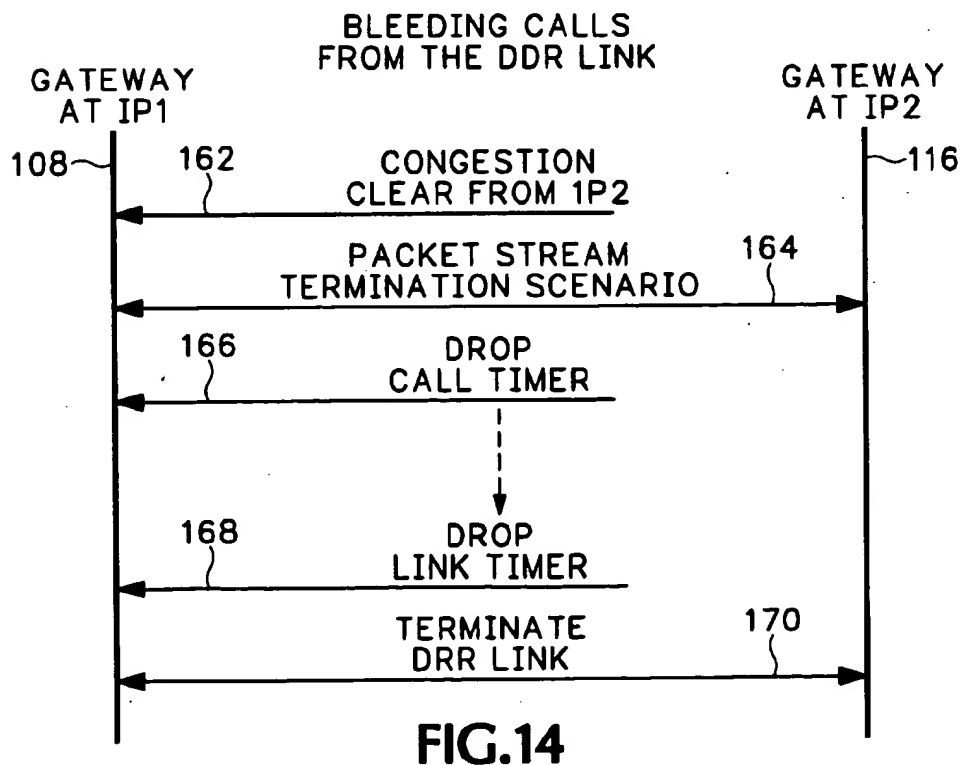 BLEEDING CALLS
FROM THE DDR LINK
GATEWAY
AT IP1
GATEWAY
AT IP2
108
116
162
CONGESTION
CLEAR FROM 1P2
PACKET STREAM
TERMINATION SCENARIO
164
166
DROP
CALL TIMER
168
DROP
LINK TIMER
TERMINATE
DRR LINK
170
FIG.14